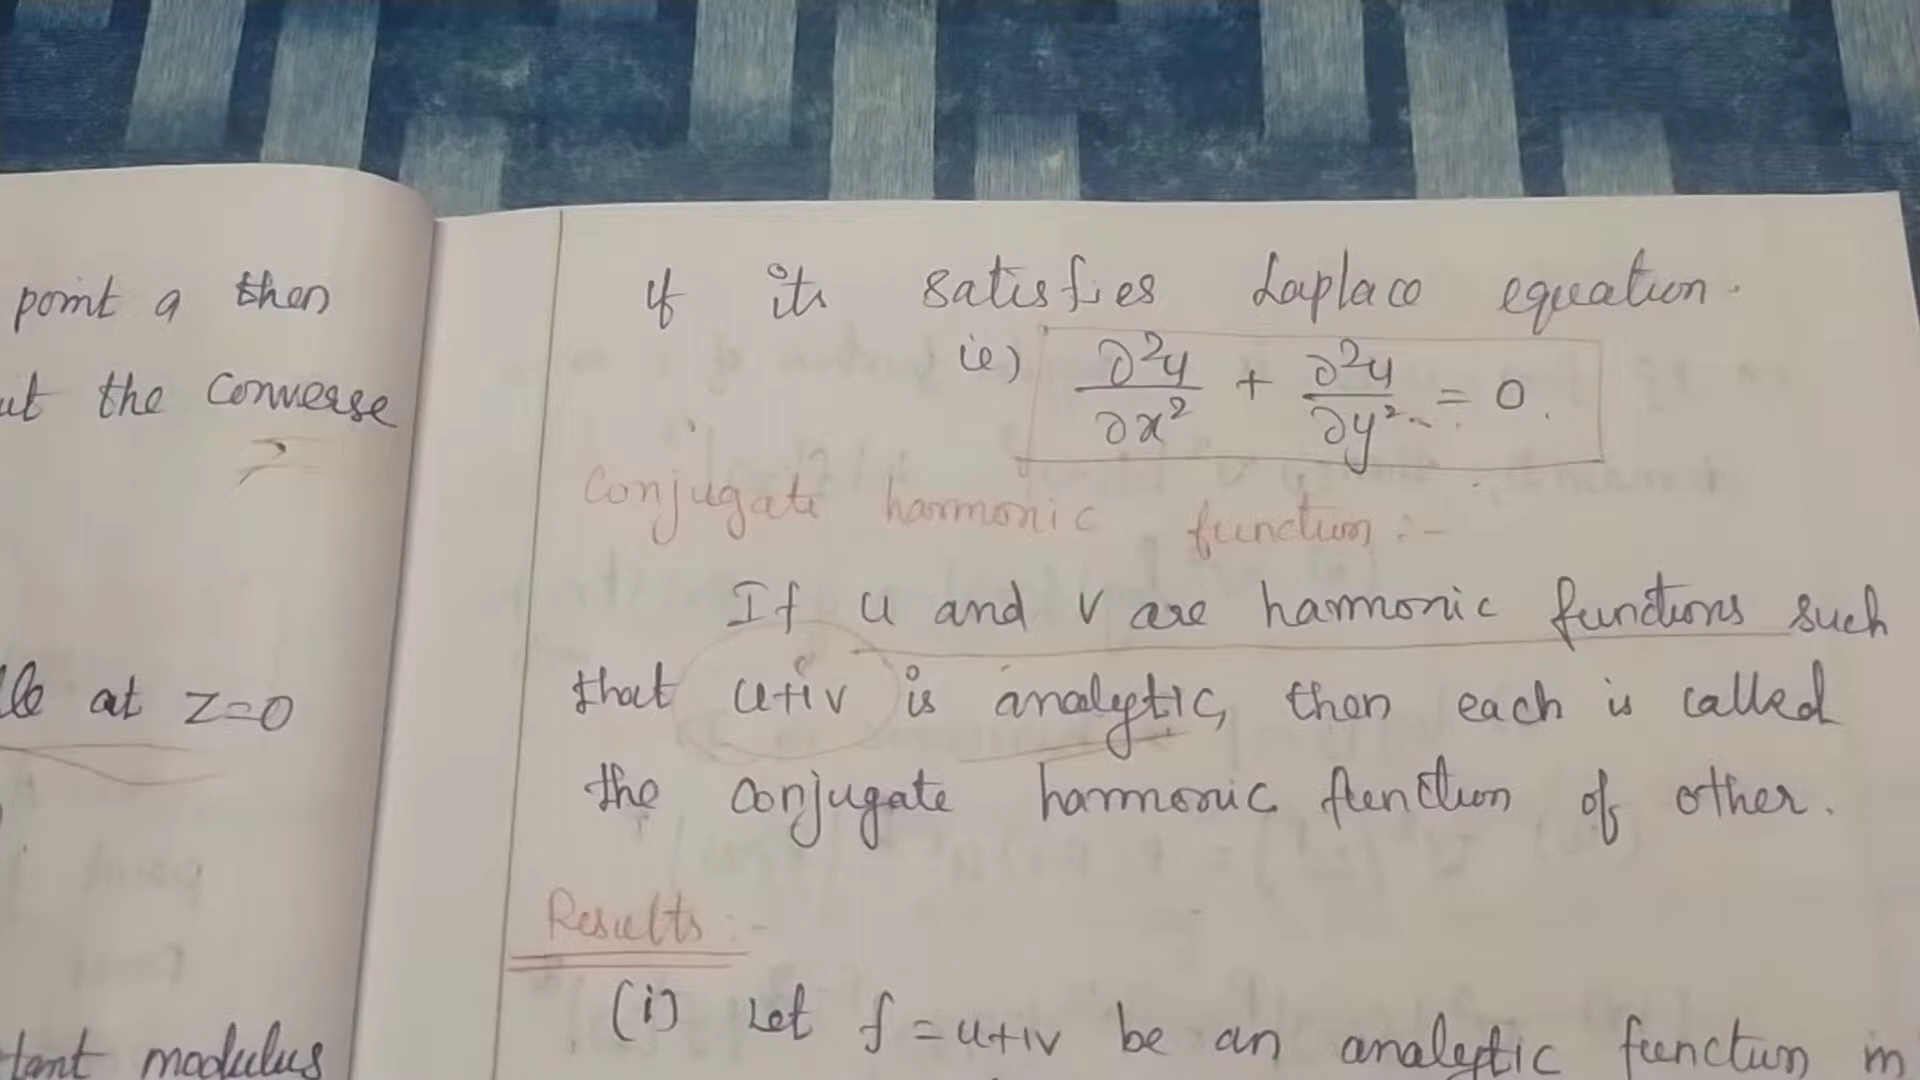 point a then
ut the converse
le at z=0
tant modulus
if it satisfies Laplace equation.
ie) ∂²u/∂x² + ∂²u/∂y² = 0.
Conjugate harmonic function :-
If u and v are harmonic functions such
that u+iv is analytic, then each is called
the conjugate harmonic function of other.
Results :-
(i) Let f = u+iv be an analytic function in